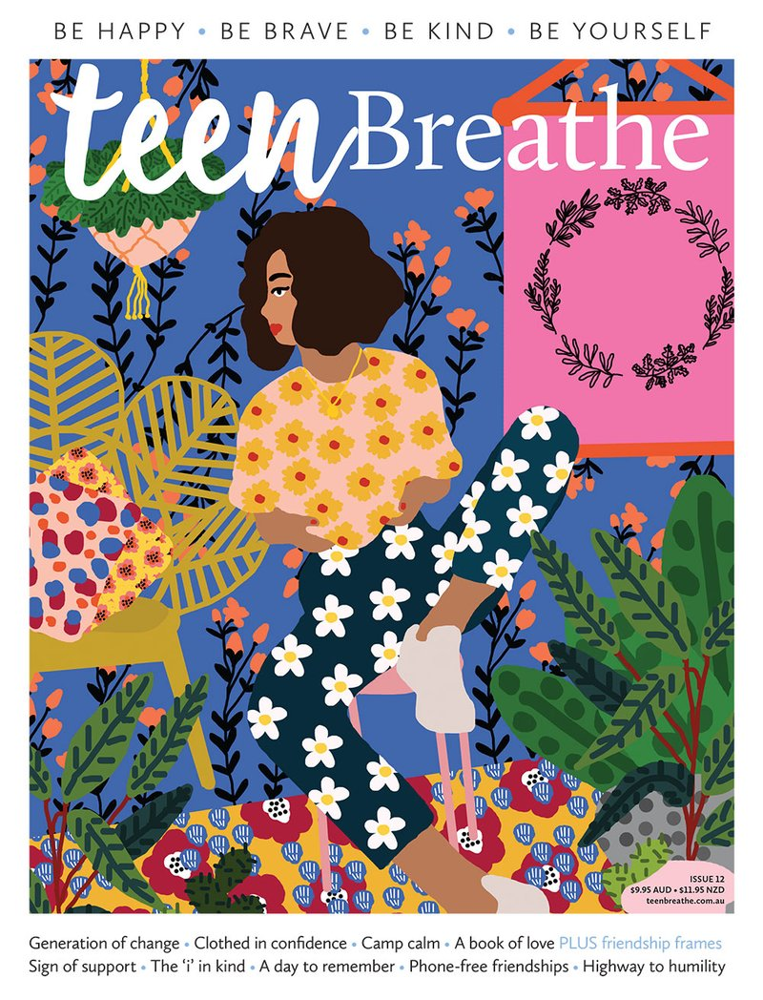 BE HAPPY • BE BRAVE • BE KIND • BE YOURSELF
teen Breathe
ISSUE 12
$9.95 AUD • $11.95 NZD
teenbreathe.com.au
Generation of change • Clothed in confidence • Camp calm • A book of love PLUS friendship frames
Sign of support • The ‘i’ in kind • A day to remember • Phone-free friendships • Highway to humility